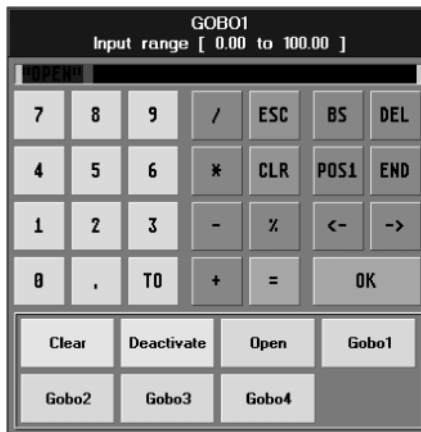 GOBO1
Input range [ 0.00 to 100.00 ]
"OPEN"
7 8 9 / ESC BS DEL
4 5 6 * CLR POS1 END
1 2 3 - % <- ->
0 . TO + = OK
Clear Deactivate Open Gobo1
Gobo2 Gobo3 Gobo4